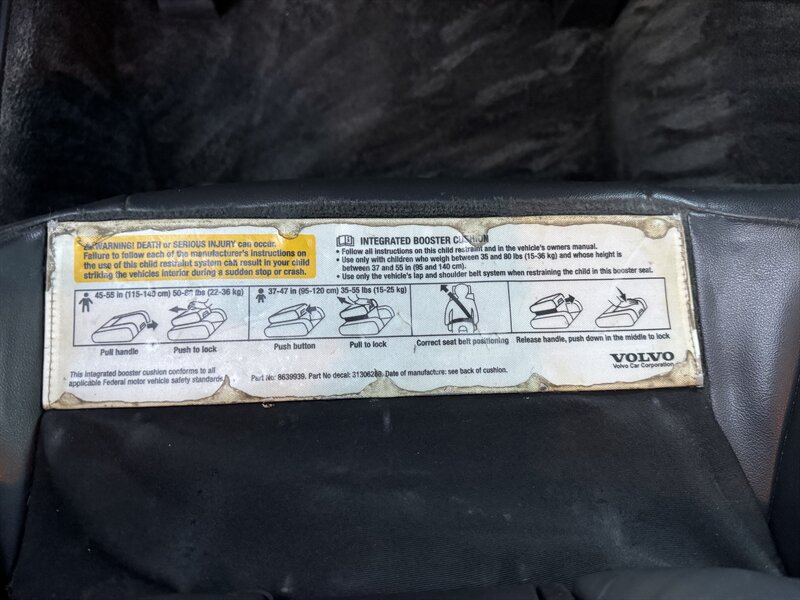 WARNING! DEATH or SERIOUS INJURY can occur.
Failure to follow each of the manufacturer's instructions on
the use of this child restraint system can result in your child
striking the vehicles interior during a sudden stop or crash.
INTEGRATED BOOSTER CUSHION
• Follow all instructions on this child restraint and in the vehicle's owners manual.
• Use only with children who weigh between 35 and 80 lbs (15-36 kg) and whose height is
between 37 and 55 in (95 and 140 cm).
• Use only the vehicle's lap and shoulder belt system when restraining the child in this booster seat.
45-55 in (115-140 cm) 50-80 lbs (22-36 kg)
37-47 in (95-120 cm) 35-55 lbs (15-25 kg)
Pull handle
Push to lock
Push button
Pull to lock
Correct seat belt positioning
Release handle, push down in the middle to lock
This integrated booster cushion conforms to all
applicable Federal motor vehicle safety standards
Part No: 8639939. Part No decal: Date of manufacture: see back of cushion.
VOLVO
Volvo Car Corporation